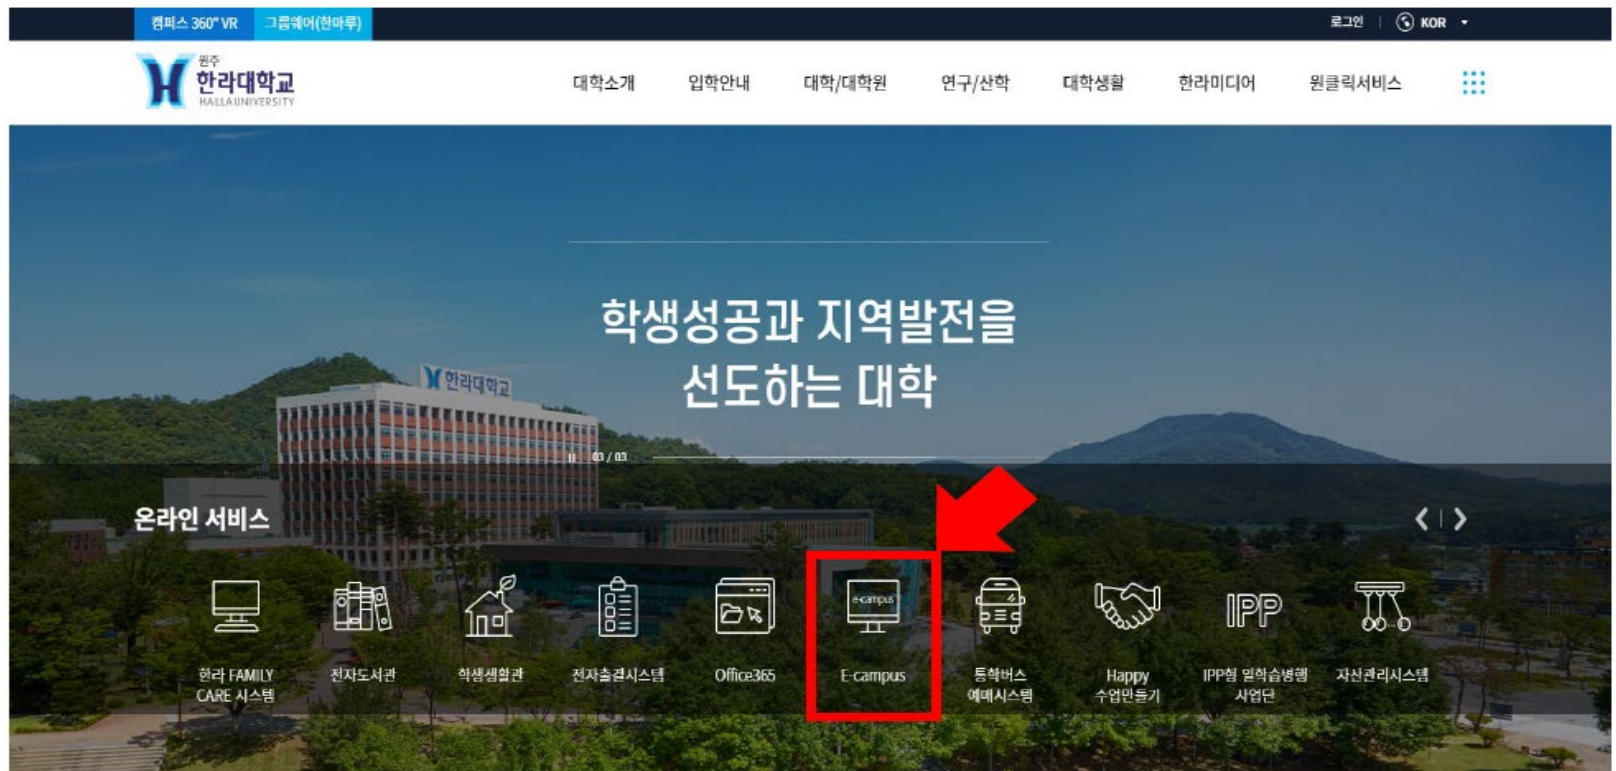 캠퍼스 360° VR 그룹웨어(한마루) 로그인 KOR
원주
한라대학교
HALLA UNIVERSITY
대학소개 입학안내 대학/대학원 연구/산학 대학생활 한라미디어 원클릭서비스
학생성공과 지역발전을
선도하는 대학
한라대학교
03 / 03
온라인 서비스
e-campus
IPP
한라 FAMILY
CARE 시스템
전자도서관
학생생활관
전자출결시스템
Office365
E-campus
통학버스
예매시스템
Happy
수업만들기
IPP형 일학습병행
사업단
자산관리시스템